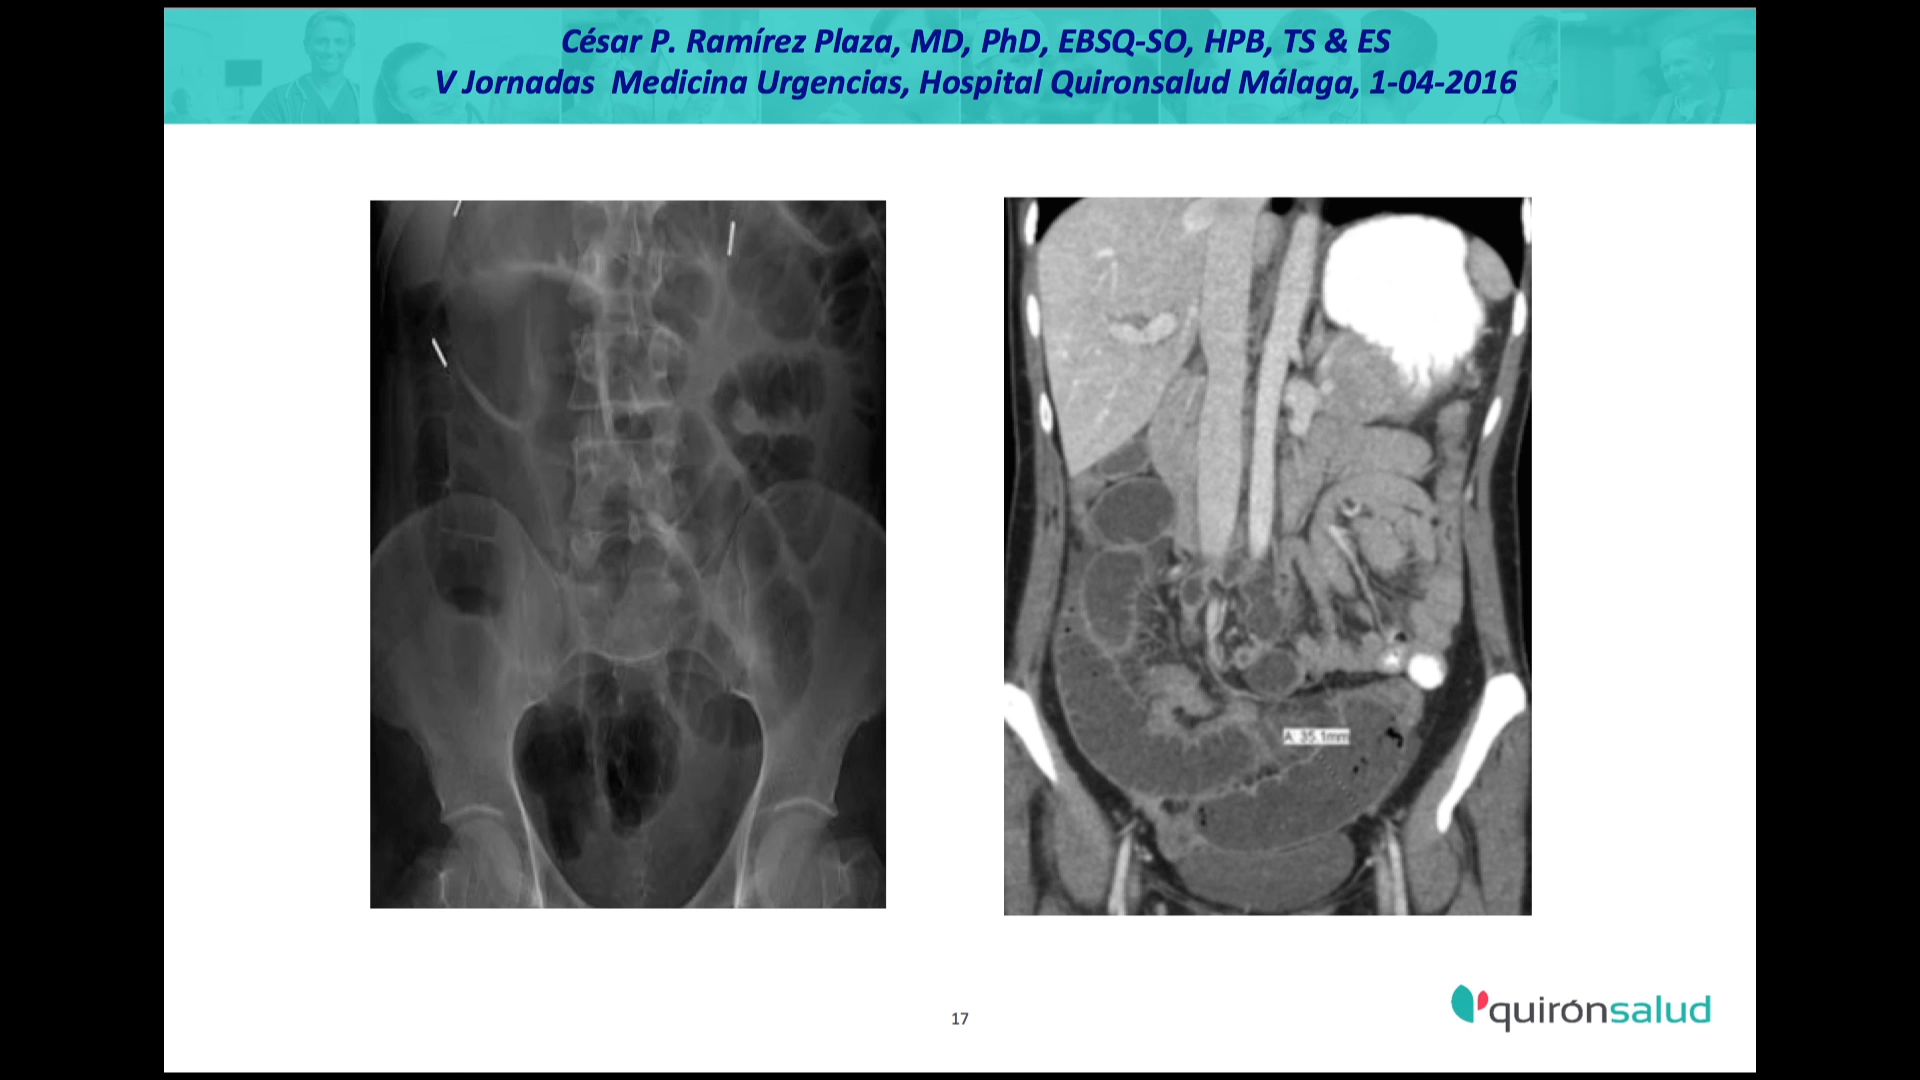 César P. Ramírez Plaza, MD, PhD, EBSQ-SO, HPB, TS & ES
V Jornadas  Medicina Urgencias, Hospital Quironsalud Málaga, 1-04-2016
A: 35.1mm
17
quirónsalud